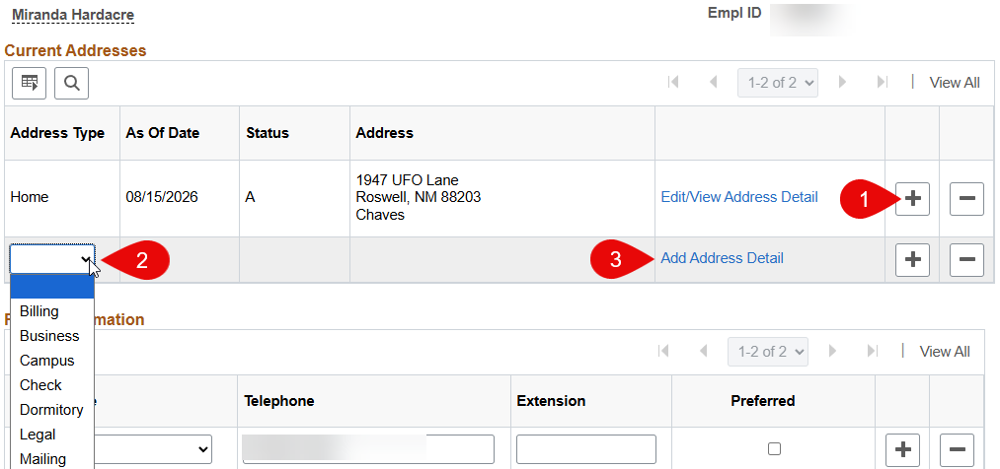 Miranda Hardacre
Empl ID
Current Addresses
1-2 of 2
View All
Address Type
As Of Date
Status
Address
Home
08/15/2026
A
1947 UFO Lane
Roswell, NM 88203
Chaves
Edit/View Address Detail
1
2
3
Add Address Detail
Billing
Business
Campus
Check
Dormitory
Legal
Mailing
mation
1-2 of 2
View All
Telephone
Extension
Preferred